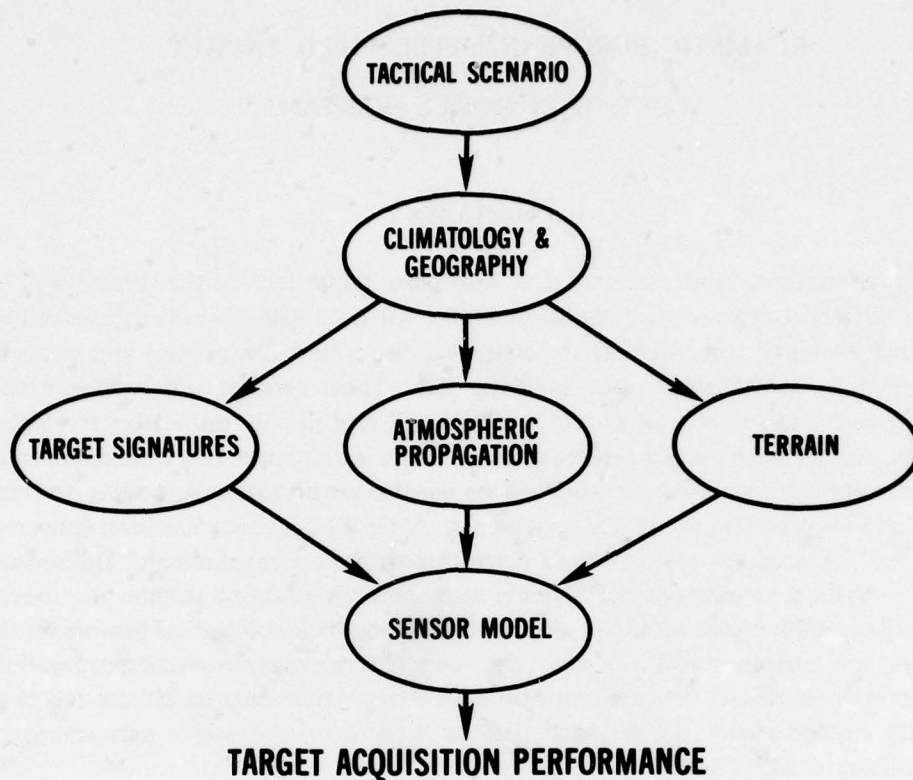 TACTICAL SCENARIO
CLIMATOLOGY &
GEOGRAPHY
TARGET SIGNATURES
ATMOSPHERIC
PROPAGATION
TERRAIN
SENSOR MODEL
TARGET ACQUISITION PERFORMANCE